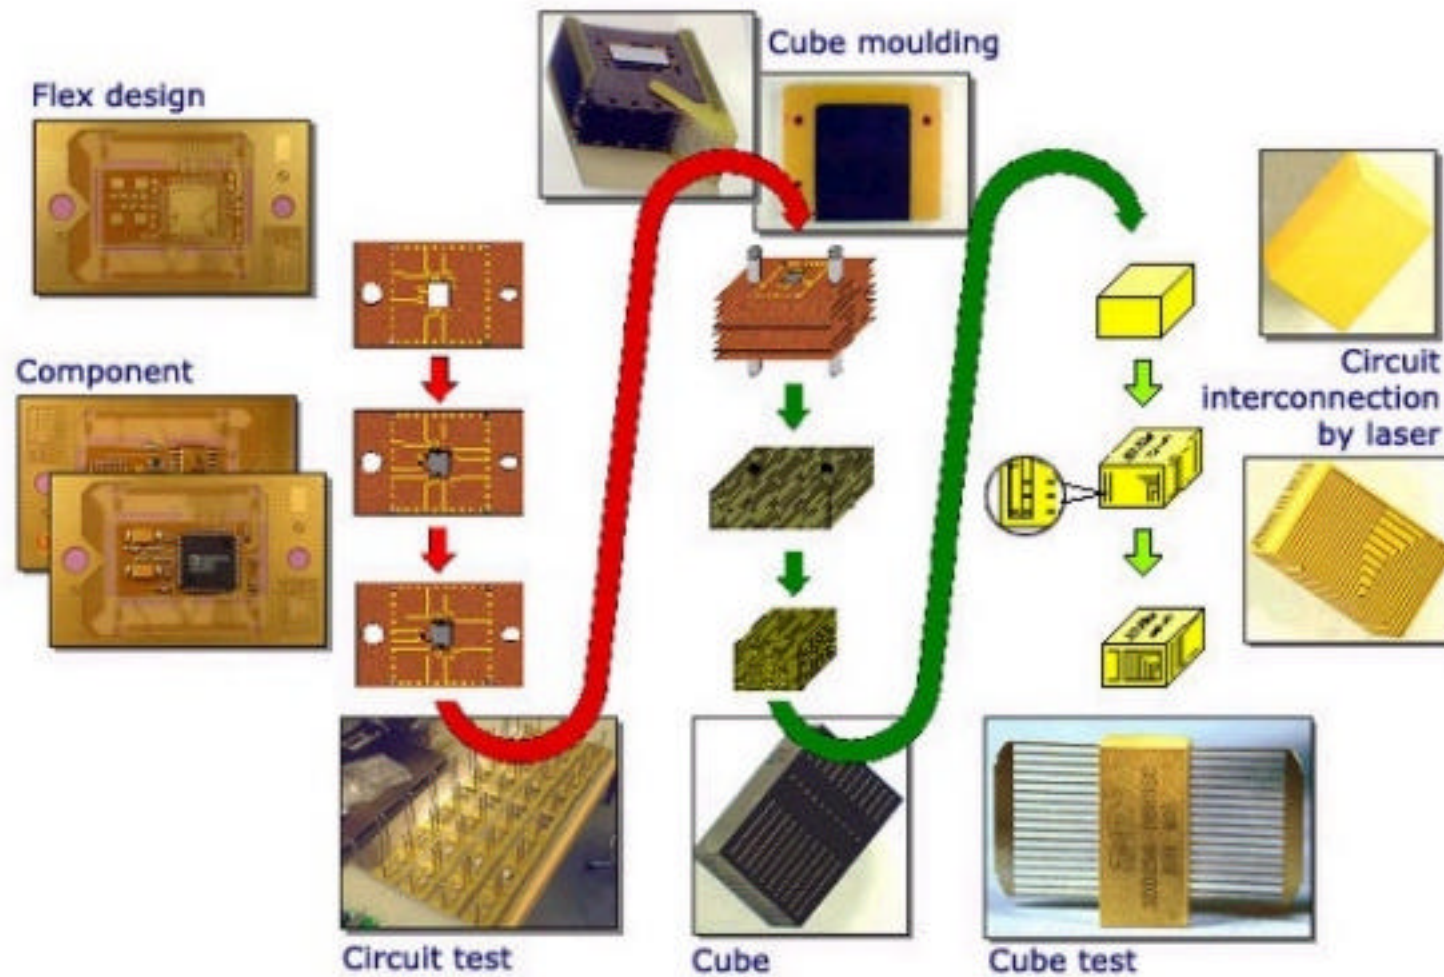 Cube moulding
Flex design
Component
Circuit
interconnection
by laser
Circuit test
Cube
Cube test